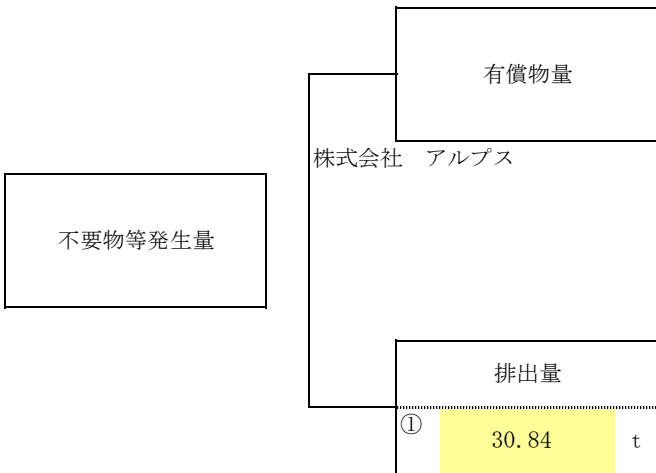 有償物量
株式会社　アルプス
不要物等発生量
排出量
① 30.84 t